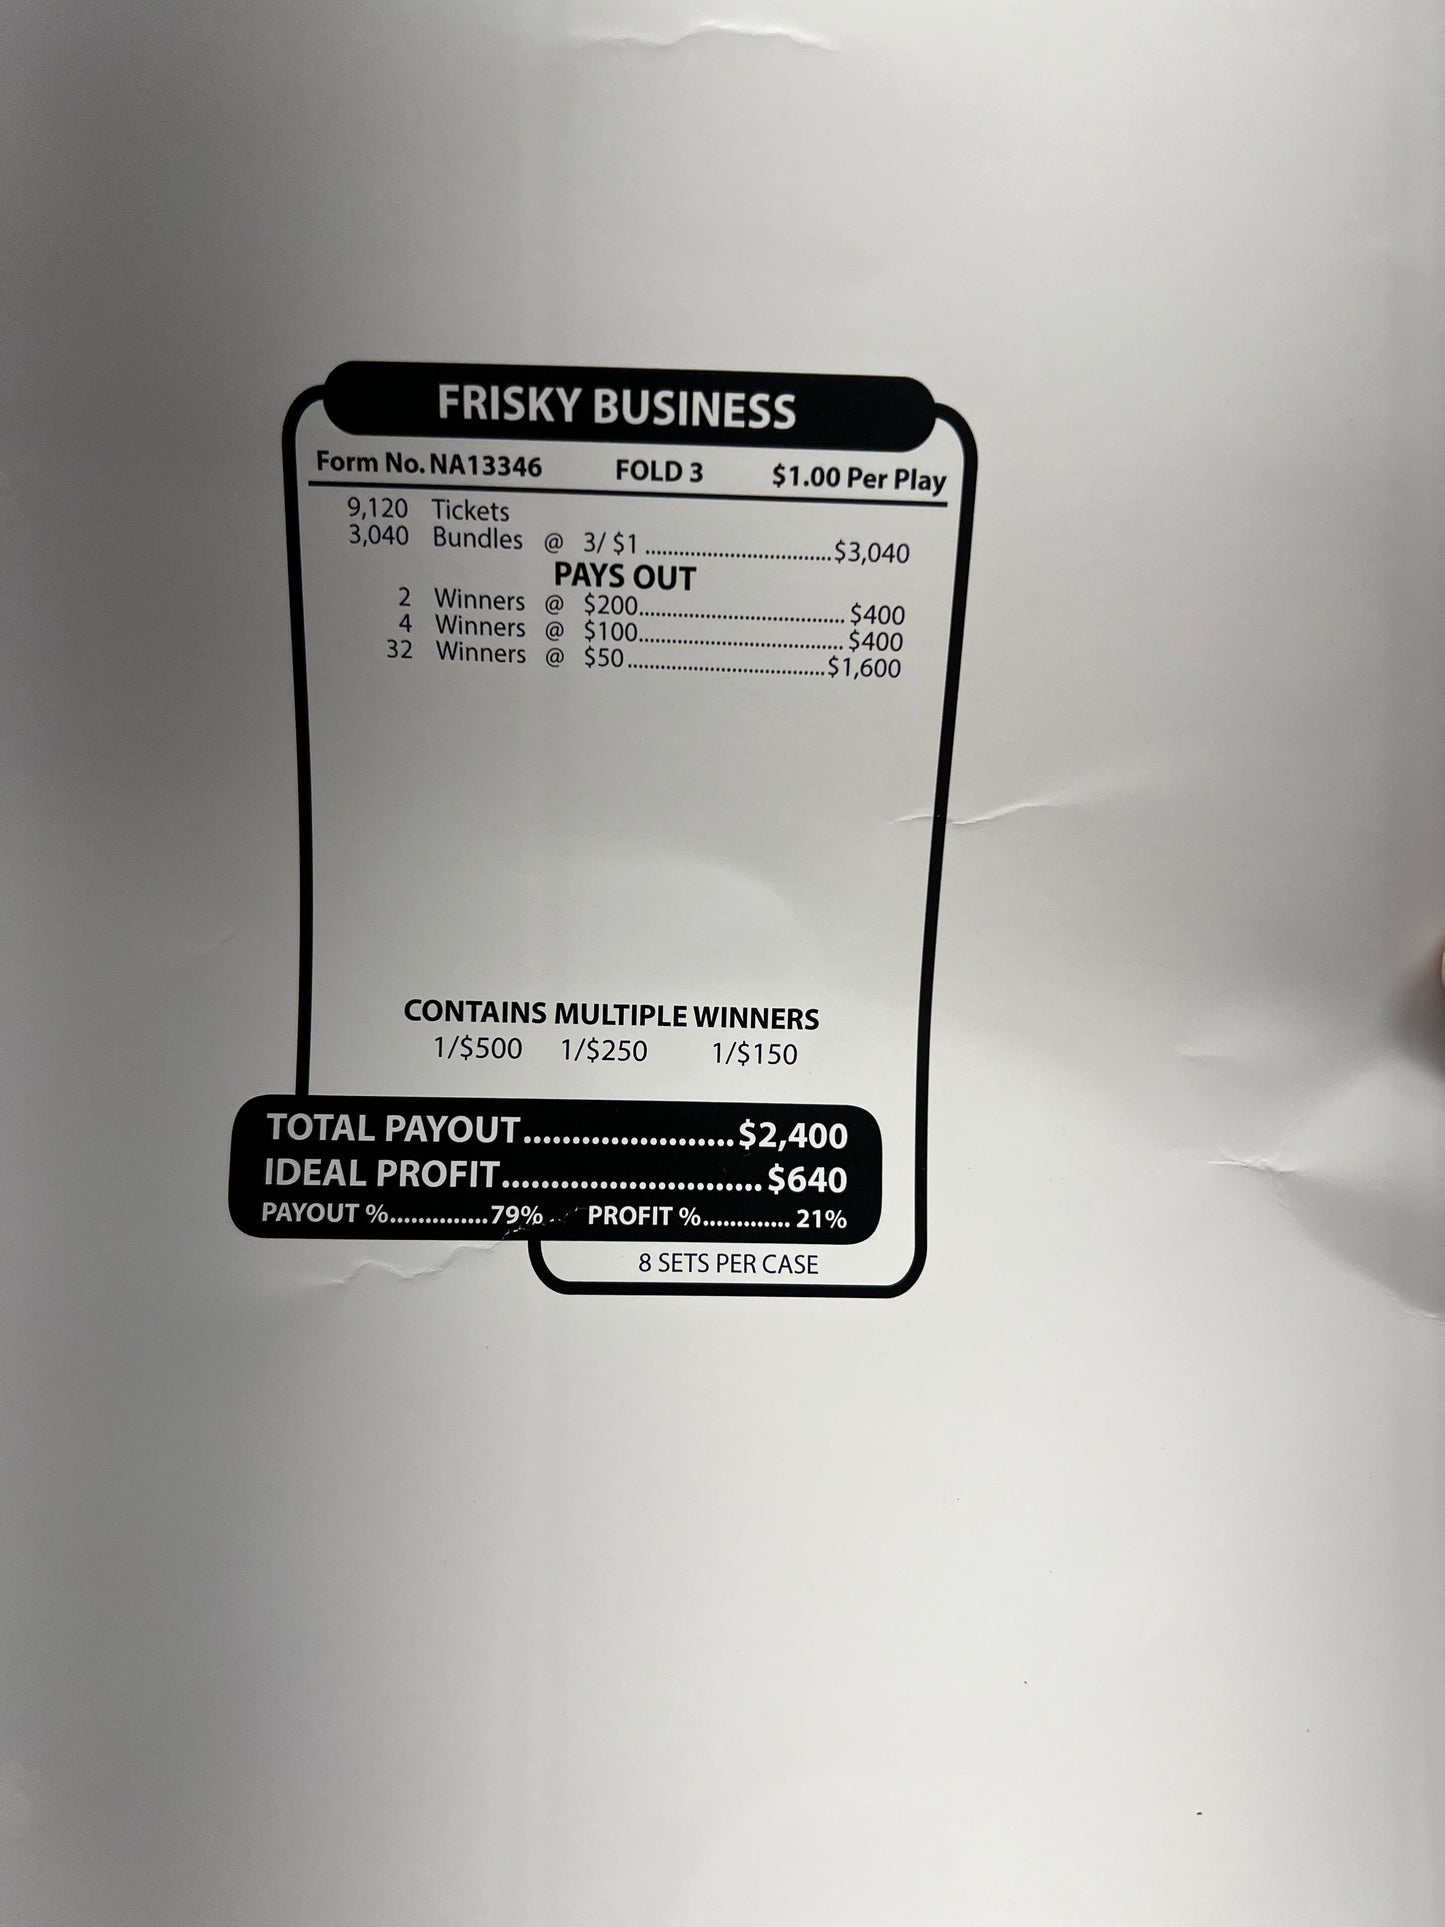 FRISKY BUSINESS
Form No. NA13346 FOLD 3 $1.00 Per Play
9,120 Tickets
3,040 Bundles @ 3/ $1 ................................. $3,040
PAYS OUT
2 Winners @ $200..................................... $400
4 Winners @ $100..................................... $400
32 Winners @ $50................................... $1,600
CONTAINS MULTIPLE WINNERS
1/$500 1/$250 1/$150
TOTAL PAYOUT...................... $2,400
IDEAL PROFIT........................... $640
PAYOUT %.............. 79% PROFIT %............. 21%
8 SETS PER CASE